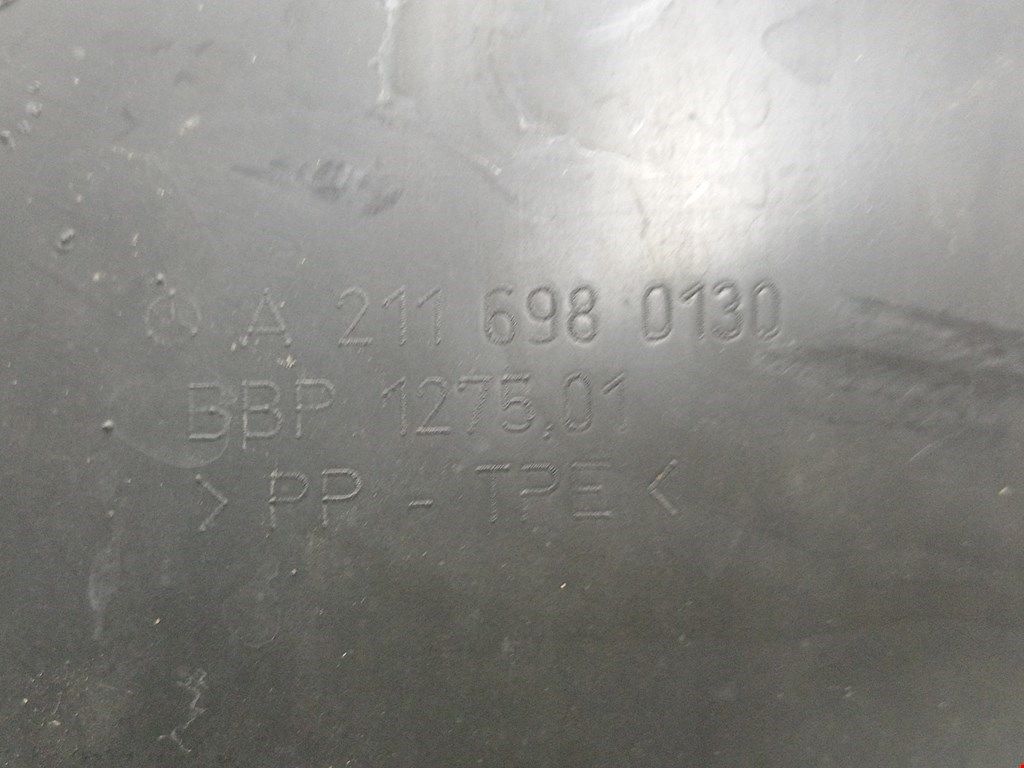 A 211 698 0130
BBP 1275.01
> PP - TPE <